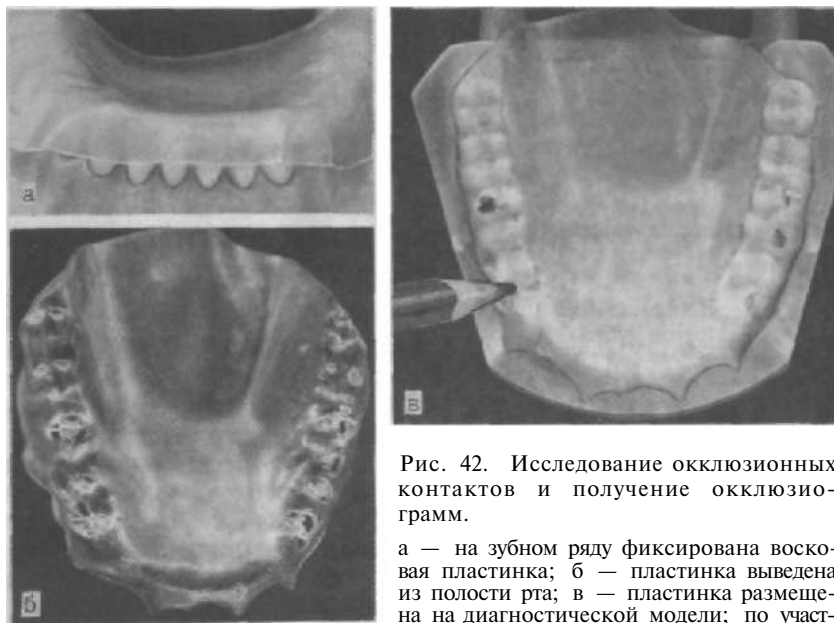 а
б
в
Рис. 42. Исследование окклюзионных
контактов и получение окклюзио-
грамм.
а — на зубном ряду фиксирована воско-
вая пластинка; б — пластинка выведена
из полости рта; в — пластинка размеще-
на на диагностической модели; по участ-